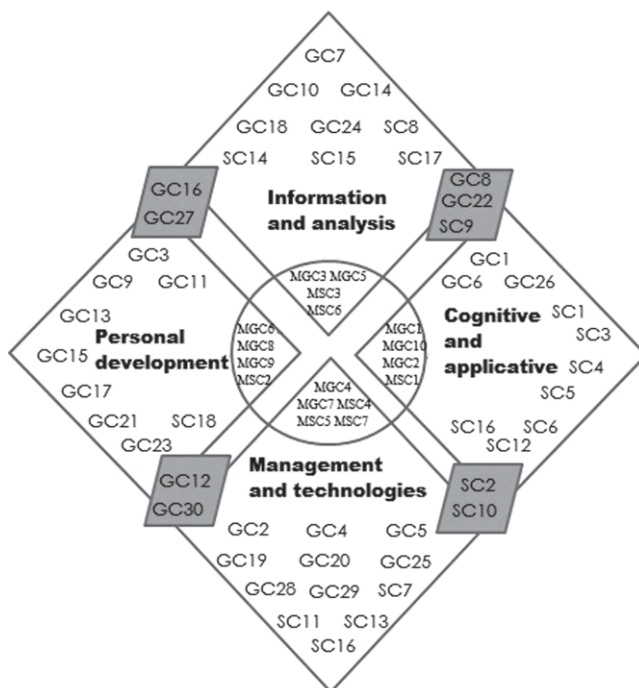 GC7
GC10 GC14
GC18 GC24 SC8
SC14 SC15 SC17
GC16
GC27
GC8
GC22
SC9
Information
and analysis
GC3
GC9 GC11
GC13
GC15
GC17
GC21 SC18
GC23
Personal
development
MGC3 MGC5
MSC3
MSC6
MGC6
MGC8
MGC9
MSC2
MGC1
MGC10
MGC2
MSC1
MGC4
MGC7 MSC4
MSC5 MSC7
GC1
GC6 GC26
SC1
SC3
SC4
SC5
SC16 SC6
SC12
Cognitive
and
applicative
GC12
GC30
SC2
SC10
Management
and technologies
GC2 GC4 GC5
GC19 GC20 GC25
GC28 GC29 SC7
SC11 SC13
SC16